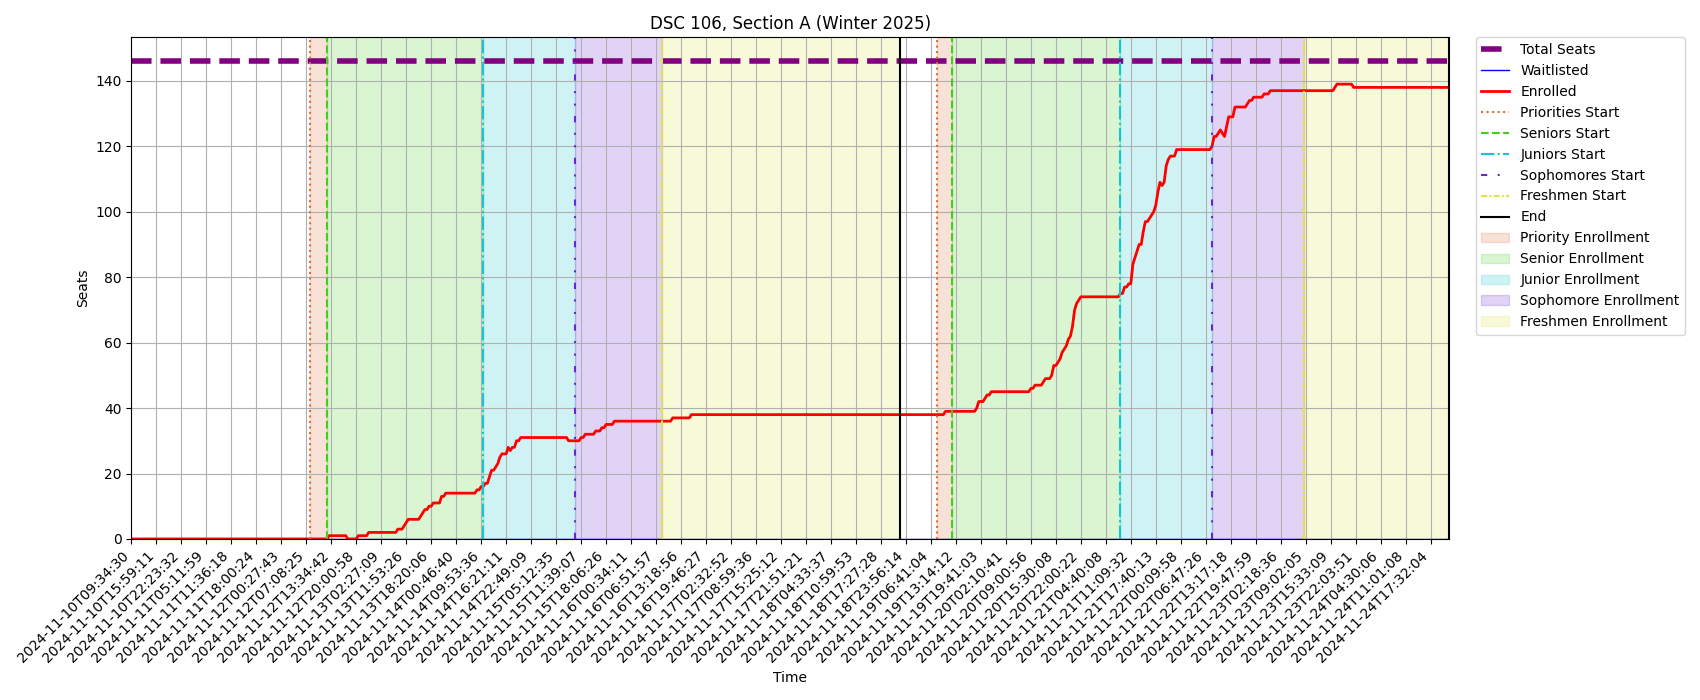 DSC 106, Section A (Winter 2025)
Seats
140
120
100
80
60
40
20
0
2024-11-10T09:34:30
2024-11-10T15:59:11
2024-11-10T22:23:32
2024-11-11T05:11:59
2024-11-11T11:36:18
2024-11-11T18:00:24
2024-11-12T00:27:43
2024-11-12T07:08:25
2024-11-12T13:34:42
2024-11-12T20:00:58
2024-11-13T03:27:09
2024-11-13T11:53:26
2024-11-13T18:20:06
2024-11-14T00:46:40
2024-11-14T09:53:36
2024-11-14T16:21:11
2024-11-14T22:49:09
2024-11-15T05:12:35
2024-11-15T11:39:07
2024-11-15T18:06:26
2024-11-16T00:34:11
2024-11-16T06:51:57
2024-11-16T13:18:56
2024-11-16T19:46:27
2024-11-17T02:32:52
2024-11-17T08:59:36
2024-11-17T15:25:12
2024-11-17T21:51:21
2024-11-18T04:33:37
2024-11-18T10:59:53
2024-11-18T17:27:28
2024-11-18T23:56:14
2024-11-19T06:41:04
2024-11-19T13:14:12
2024-11-19T19:41:03
2024-11-20T02:10:41
2024-11-20T09:00:56
2024-11-20T15:30:08
2024-11-20T22:00:22
2024-11-21T04:40:08
2024-11-21T11:09:32
2024-11-21T17:40:13
2024-11-22T00:09:58
2024-11-22T06:47:26
2024-11-22T13:17:18
2024-11-22T19:47:59
2024-11-23T02:18:36
2024-11-23T09:02:05
2024-11-23T15:33:09
2024-11-23T22:03:51
2024-11-24T04:30:06
2024-11-24T11:01:08
2024-11-24T17:32:04
Time
Total Seats
Waitlisted
Enrolled
Priorities Start
Seniors Start
Juniors Start
Sophomores Start
Freshmen Start
End
Priority Enrollment
Senior Enrollment
Junior Enrollment
Sophomore Enrollment
Freshmen Enrollment